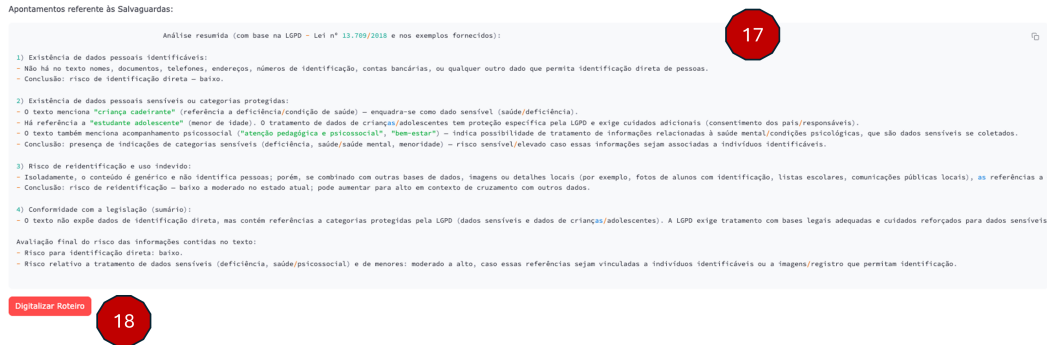 Apontamentos referente às Salvaguardas:
Análise resumida (com base na LGPD – Lei nº 13.709/2018 e nos exemplos fornecidos):
17
1) Existência de dados pessoais identificáveis:
- Não há no texto nomes, documentos, telefones, endereços, números de identificação, contas bancárias, ou qualquer outro dado que permita identificação direta de pessoas.
- Conclusão: risco de identificação direta — baixo.
2) Existência de dados pessoais sensíveis ou categorias protegidas:
- O texto menciona "criança cadeirante" (referência a deficiência/condição de saúde) — enquadra-se como dado sensível (saúde/deficiência).
- Há referência a "estudante adolescente" (menor de idade). O tratamento de dados de crianças/adolescentes tem proteção específica pela LGPD e exige cuidados adicionais (consentimento dos pais/responsáveis).
- O texto também menciona acompanhamento psicossocial ("atenção pedagógica e psicossocial", "bem-estar") — indica possibilidade de tratamento de informações relacionadas à saúde mental/condições psicológicas, que são dados sensíveis se coletados.
- Conclusão: presença de indicações de categorias sensíveis (deficiência, saúde/saúde mental, menoridade) — risco sensível/elevado caso essas informações sejam associadas a indivíduos identificáveis.
3) Risco de reidentificação e uso indevido:
- Isoladamente, o conteúdo é genérico e não identifica pessoas; porém, se combinado com outras bases de dados, imagens ou detalhes locais (por exemplo, fotos de alunos com identificação, listas escolares, comunicações públicas locais), as referências a
- Conclusão: risco de reidentificação — baixo a moderado no estado atual; pode aumentar para alto em contexto de cruzamento com outros dados.
4) Conformidade com a legislação (sumário):
- O texto não expõe dados de identificação direta, mas contém referências a categorias protegidas pela LGPD (dados sensíveis e dados de crianças/adolescentes). A LGPD exige tratamento com bases legais adequadas e cuidados reforçados para dados sensíveis
Avaliação final do risco das informações contidas no texto:
- Risco para identificação direta: baixo.
- Risco relativo a tratamento de dados sensíveis (deficiência, saúde/psicossocial) e de menores: moderado a alto, caso essas referências sejam vinculadas a indivíduos identificáveis ou a imagens/registro que permitam identificação.
Digitalizar Roteiro
18